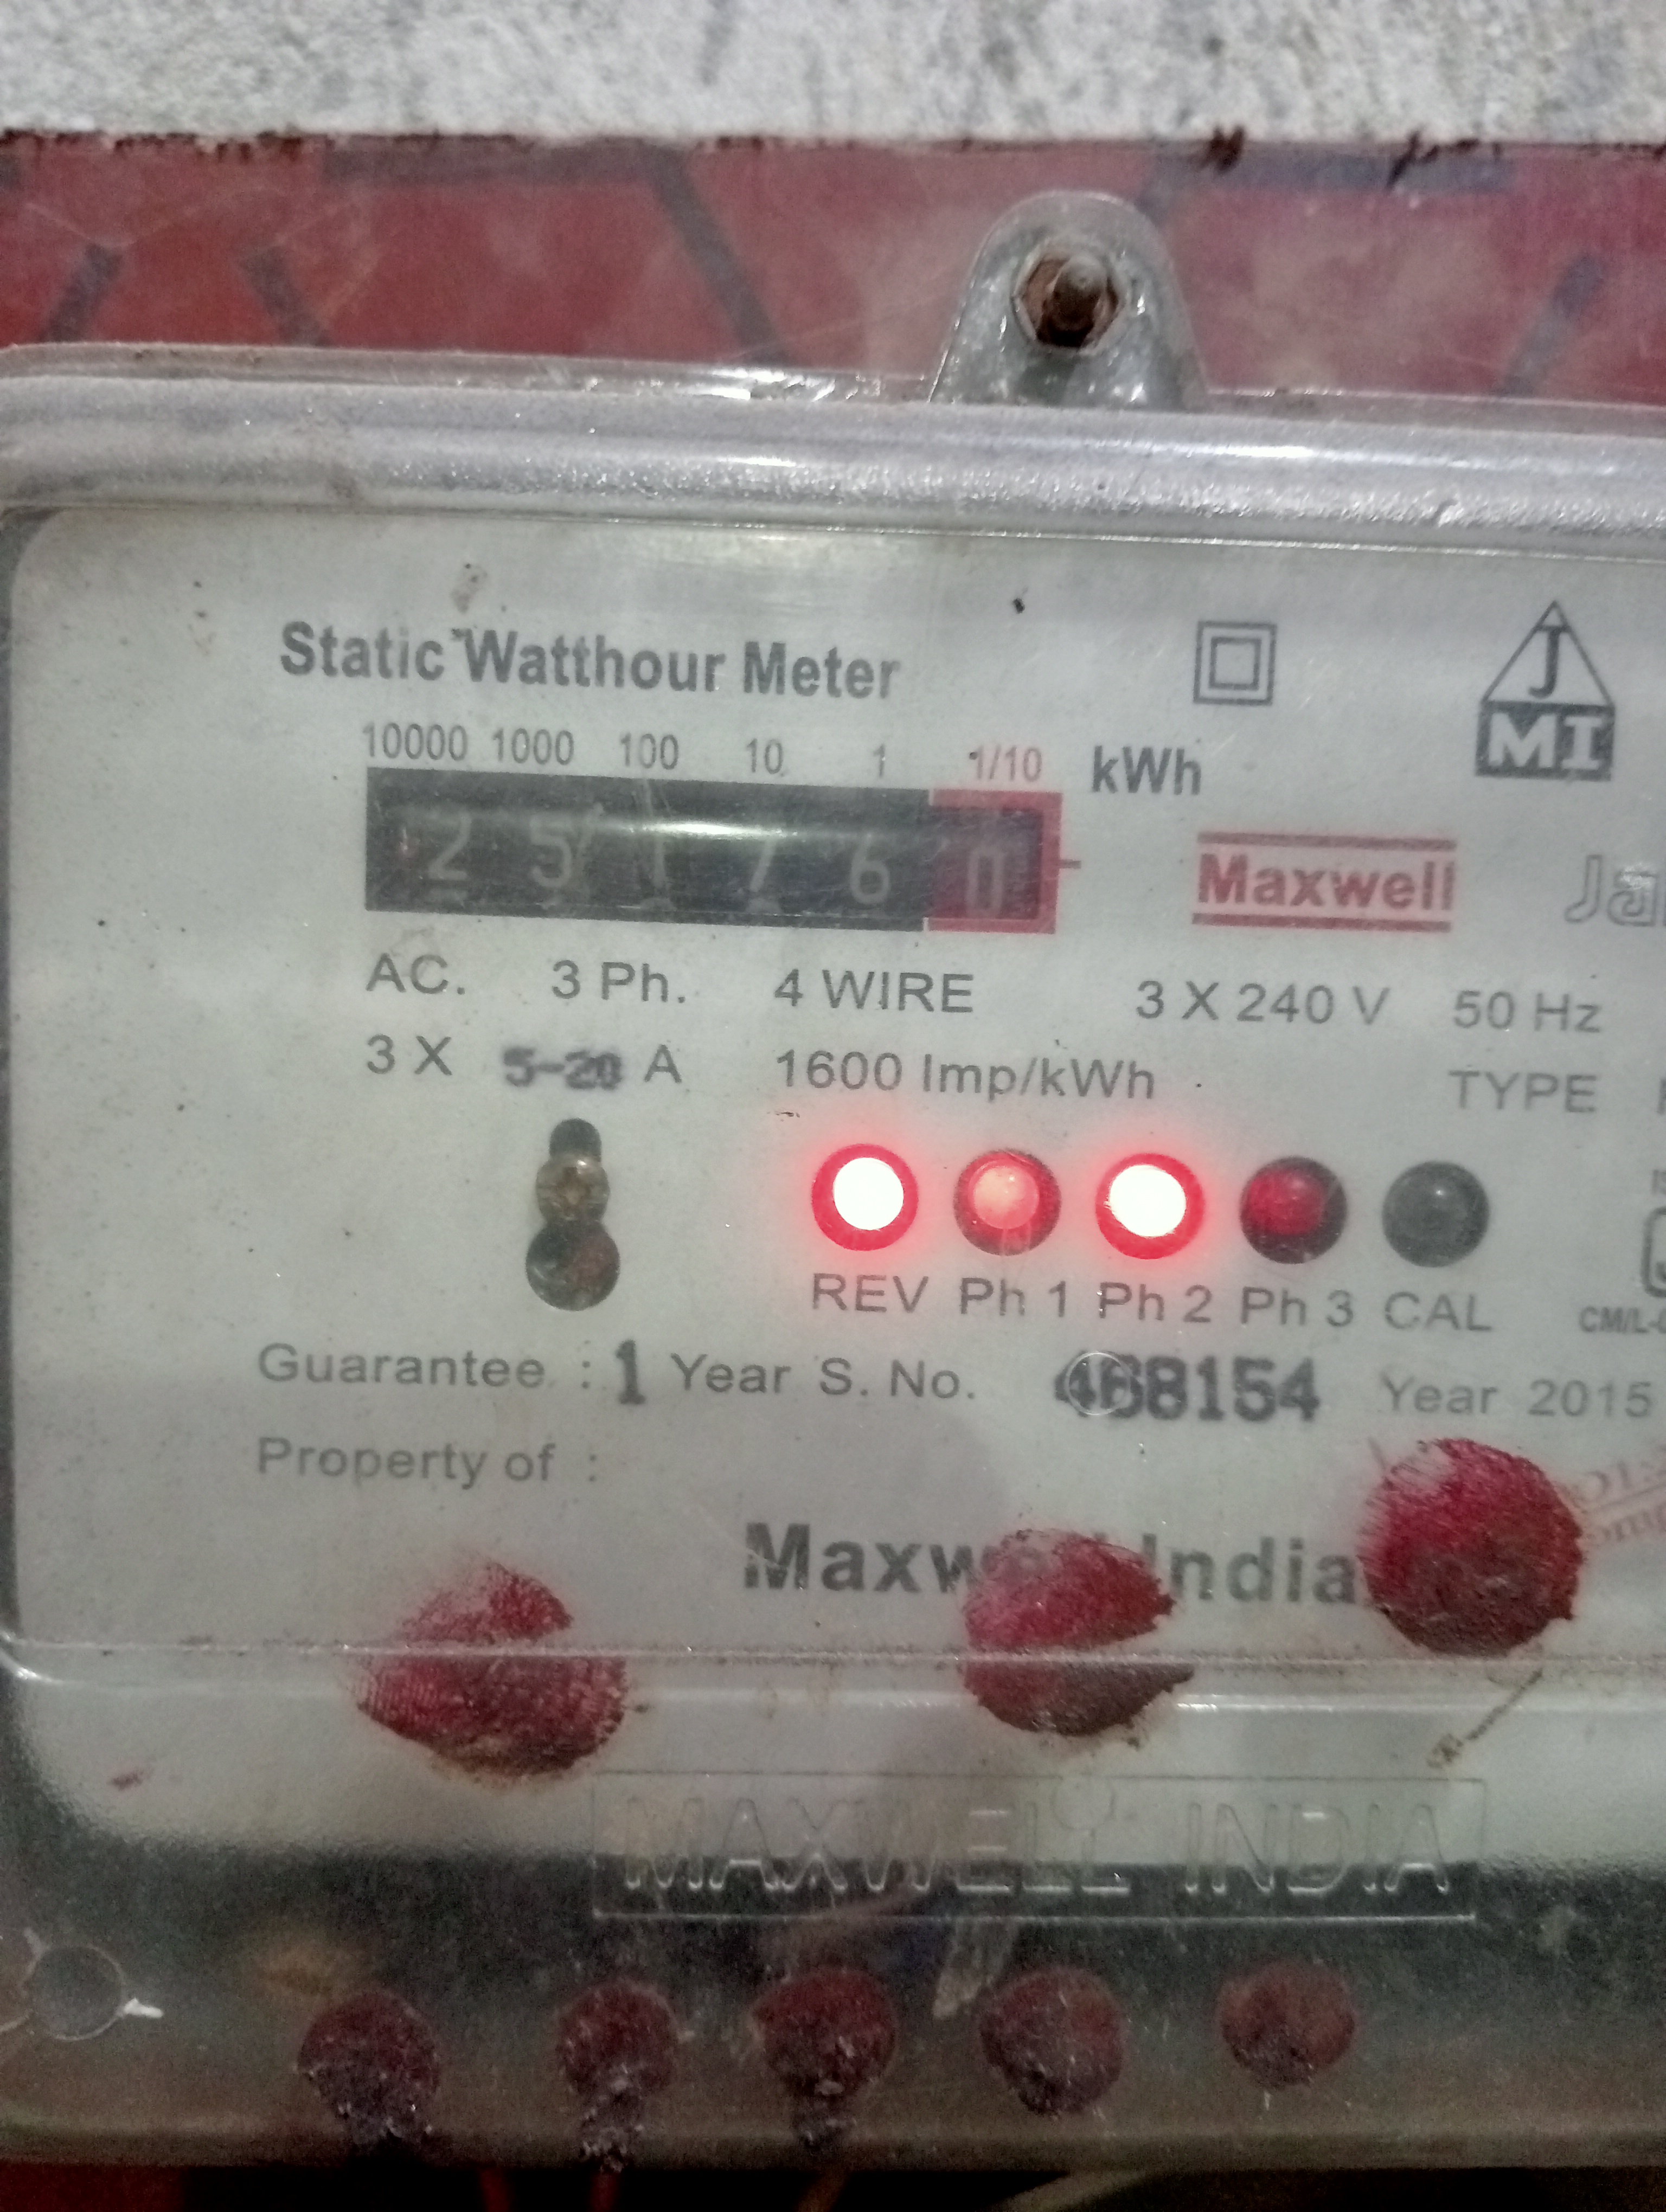 Static Watthour Meter
10000 1000 100 10 1 1/10 kWh
2 5 1 7 6 0
J
MI
Maxwell
AC. 3 Ph. 4 WIRE 3 X 240 V 50 Hz
3 X 5-20 A 1600 Imp/kWh TYPE
REV Ph 1 Ph 2 Ph 3 CAL
Guarantee : 1 Year S. No. 468154 Year 2015
Property of :
Maxwell India
MAXWELL INDIA